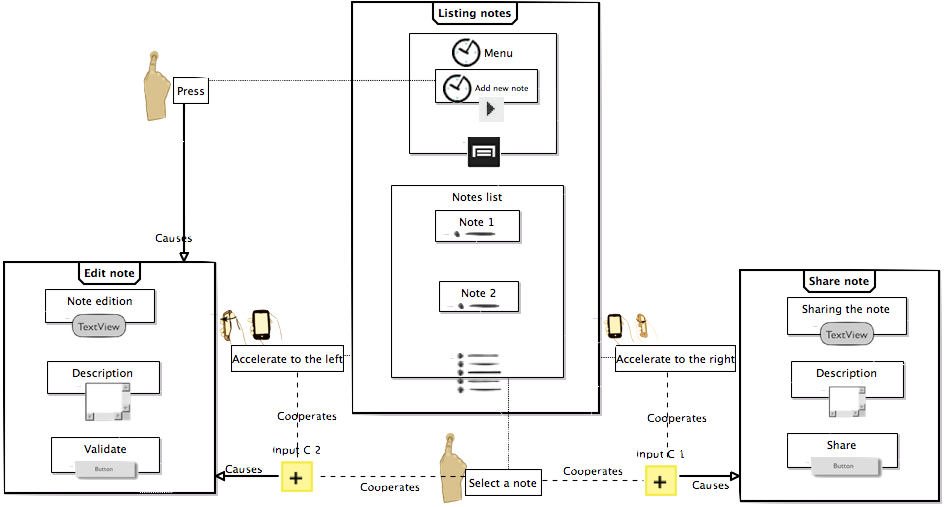 Listing notes
Menu
Add new note
Press
Notes list
Note 1
Note 2
Causes
Edit note
Note edition
TextView
Description
Validate
Button
Accelerate to the left
Cooperates
Input C 2
Causes
Cooperates
Select a note
Cooperates
Accelerate to the right
Cooperates
Input C 1
Causes
Share note
Sharing the note
TextView
Description
Share
Button